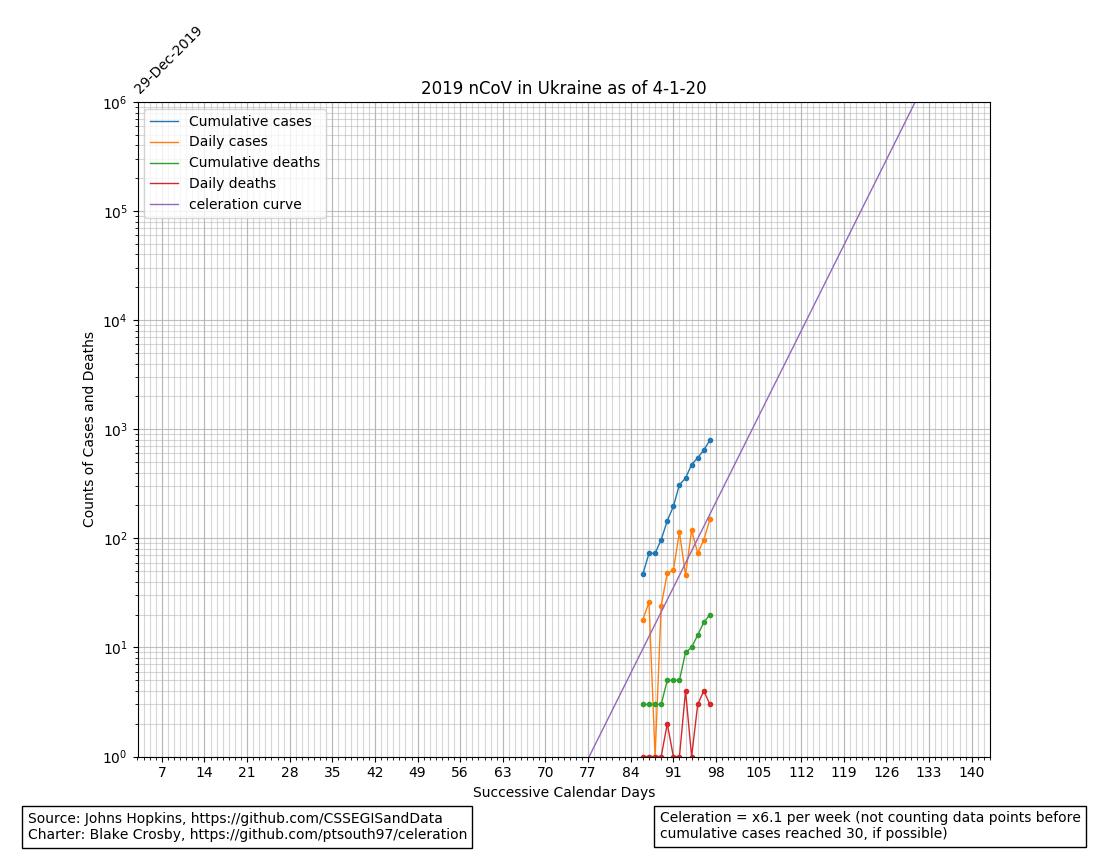 29-Dec-2019
2019 nCoV in Ukraine as of 4-1-20
10^6
10^5
10^4
10^3
10^2
10^1
10^0
Counts of Cases and Deaths
Cumulative cases
Daily cases
Cumulative deaths
Daily deaths
celeration curve
7 14 21 28 35 42 49 56 63 70 77 84 91 98 105 112 119 126 133 140
Successive Calendar Days
Source: Johns Hopkins, https://github.com/CSSEGISandData
Charter: Blake Crosby, https://github.com/ptsouth97/celeration
Celeration = x6.1 per week (not counting data points before
cumulative cases reached 30, if possible)